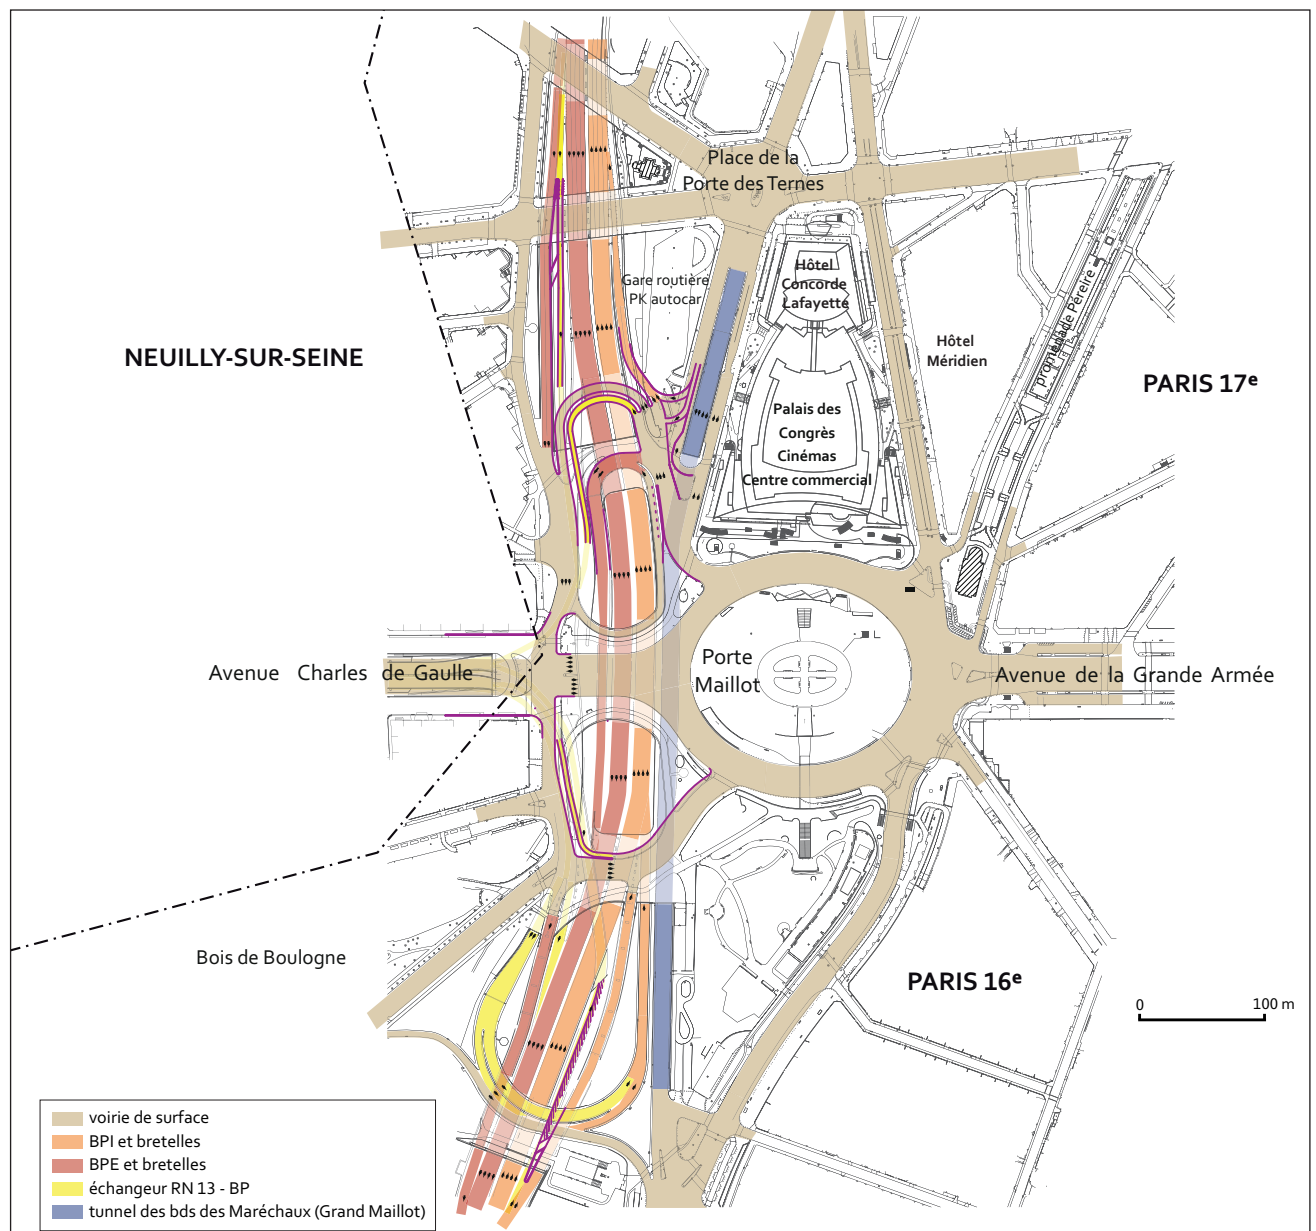 Place de la
Porte des Ternes
Hôtel
Concorde
Lafayette
Gare routière
PK autocar
promenade Péreire
Hôtel
Méridien
NEUILLY-SUR-SEINE
PARIS 17e
Palais des
Congrès
Cinémas
Centre commercial
Avenue Charles de Gaulle
Porte
Maillot
Avenue de la Grande Armée
Bois de Boulogne
PARIS 16e
0 100 m
voirie de surface
BPI et bretelles
BPE et bretelles
échangeur RN 13 - BP
tunnel des bds des Maréchaux (Grand Maillot)